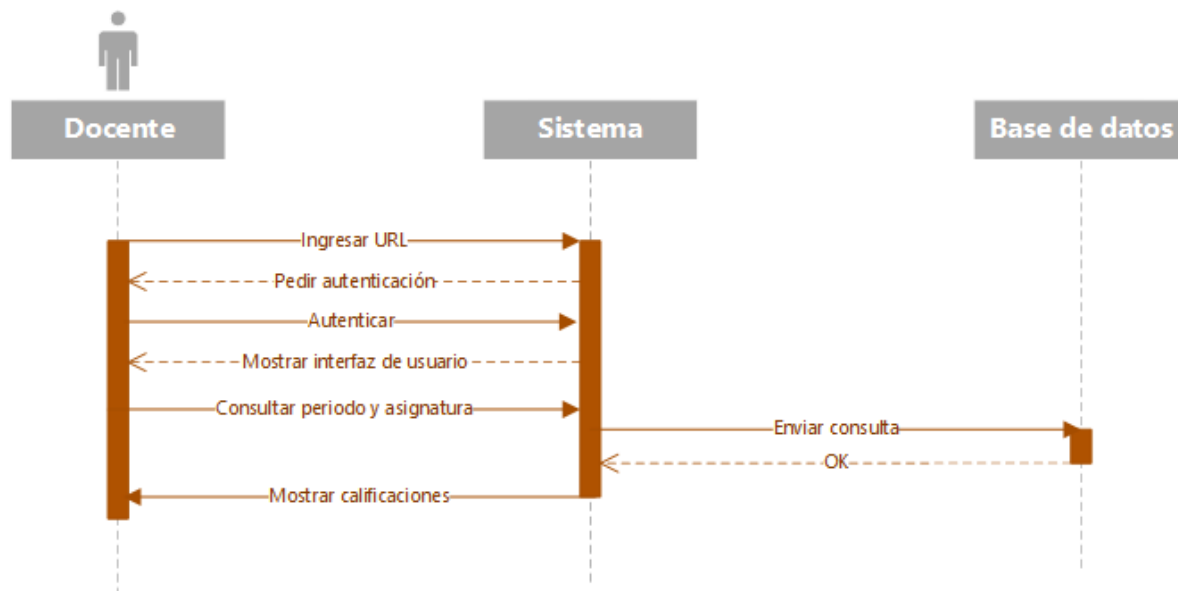 Docente
Sistema
Base de datos
Ingresar URL
Pedir autenticación
Autenticar
Mostrar interfaz de usuario
Consultar periodo y asignatura
Enviar consulta
OK
Mostrar calificaciones